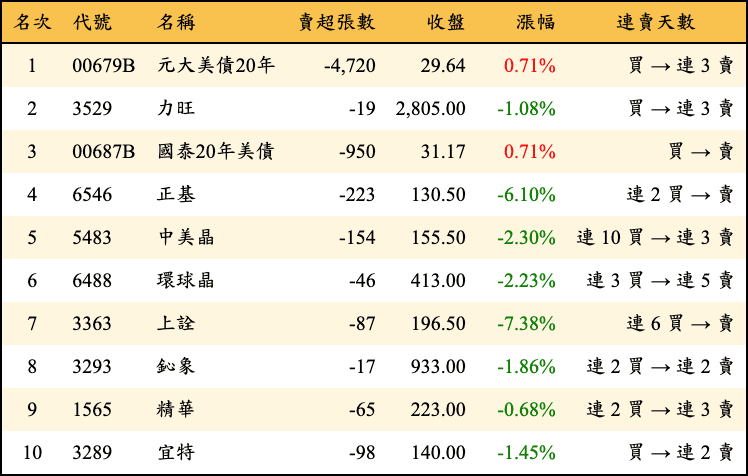 名次 代號 名稱 賣超張數 收盤 漲幅 連賣天數
1 00679B 元大美債20年 -4,720 29.64 0.71% 買 → 連 3 賣
2 3529 力旺 -19 2,805.00 -1.08% 買 → 連 3 賣
3 00687B 國泰20年美債 -950 31.17 0.71% 買 → 賣
4 6546 正基 -223 130.50 -6.10% 連 2 買 → 賣
5 5483 中美晶 -154 155.50 -2.30% 連 10 買 → 連 3 賣
6 6488 環球晶 -46 413.00 -2.23% 連 3 買 → 連 5 賣
7 3363 上詮 -87 196.50 -7.38% 連 6 買 → 賣
8 3293 鈊象 -17 933.00 -1.86% 連 2 買 → 連 2 賣
9 1565 精華 -65 223.00 -0.68% 連 2 買 → 連 3 賣
10 3289 宜特 -98 140.00 -1.45% 買 → 連 2 賣